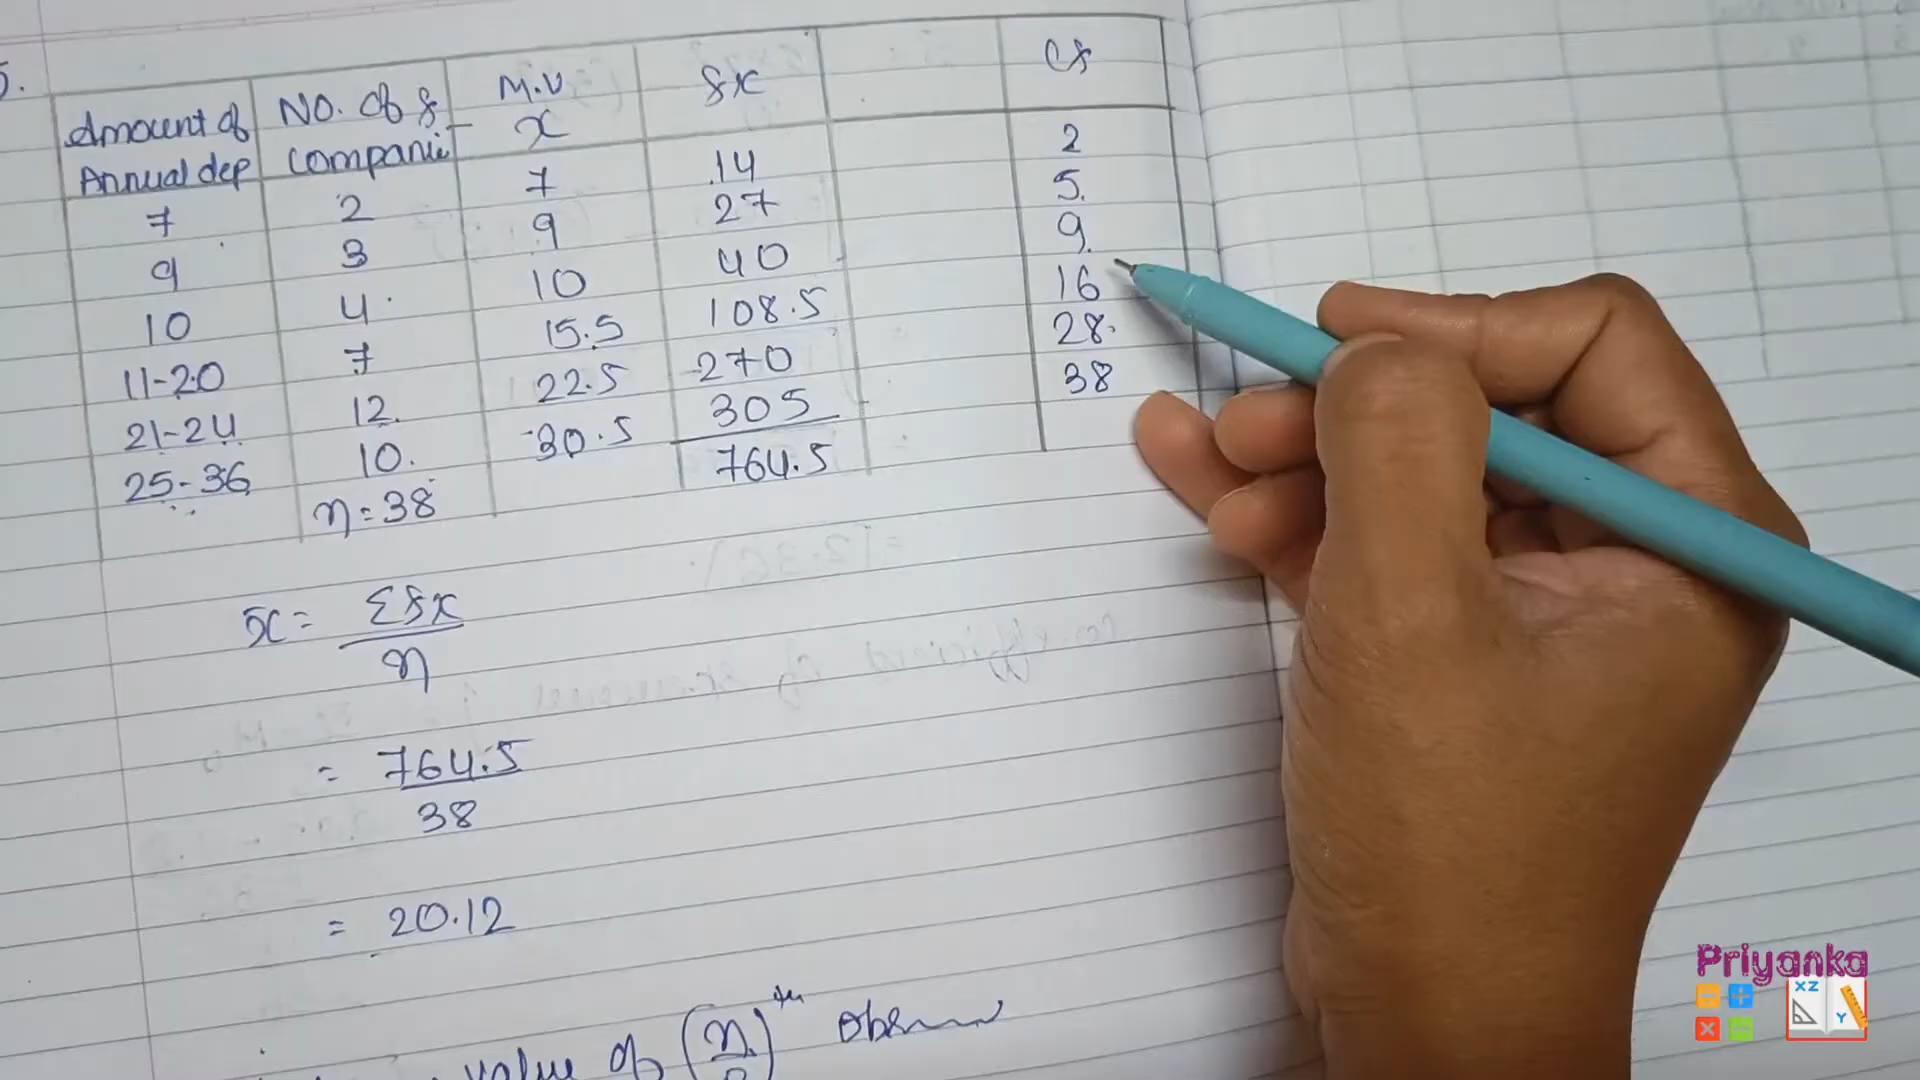 5.
Amount of Annual dep | No. Of f companie | M.V x | fx | | Cf
7 | 2 | 7 | 14 | | 2
9 | 3 | 9 | 27 | | 5
10 | 4 | 10 | 40 | | 9
11-20 | 7 | 15.5 | 108.5 | | 16
21-24 | 12 | 22.5 | 270 | | 28
25-36 | 10 | 30.5 | 305 | | 38
n = 38 | 764.5
x̄ = Σfx
n
= 764.5
38
= 20.12
value of (n
th
Priyanka
XZ
Y